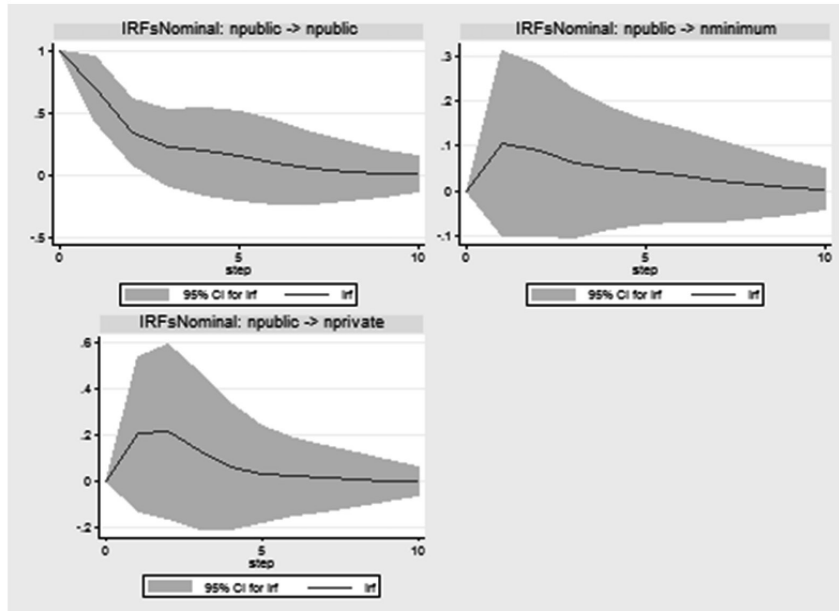 IRFsNominal: npublic -> npublic
1
.5
0
-.5
0 5 10
step
95% CI for irf irf
IRFsNominal: npublic -> nminimum
.3
.2
.1
0
-.1
0 5 10
step
95% CI for irf irf
IRFsNominal: npublic -> nprivate
.6
.4
.2
0
-.2
0 5 10
step
95% CI for irf irf